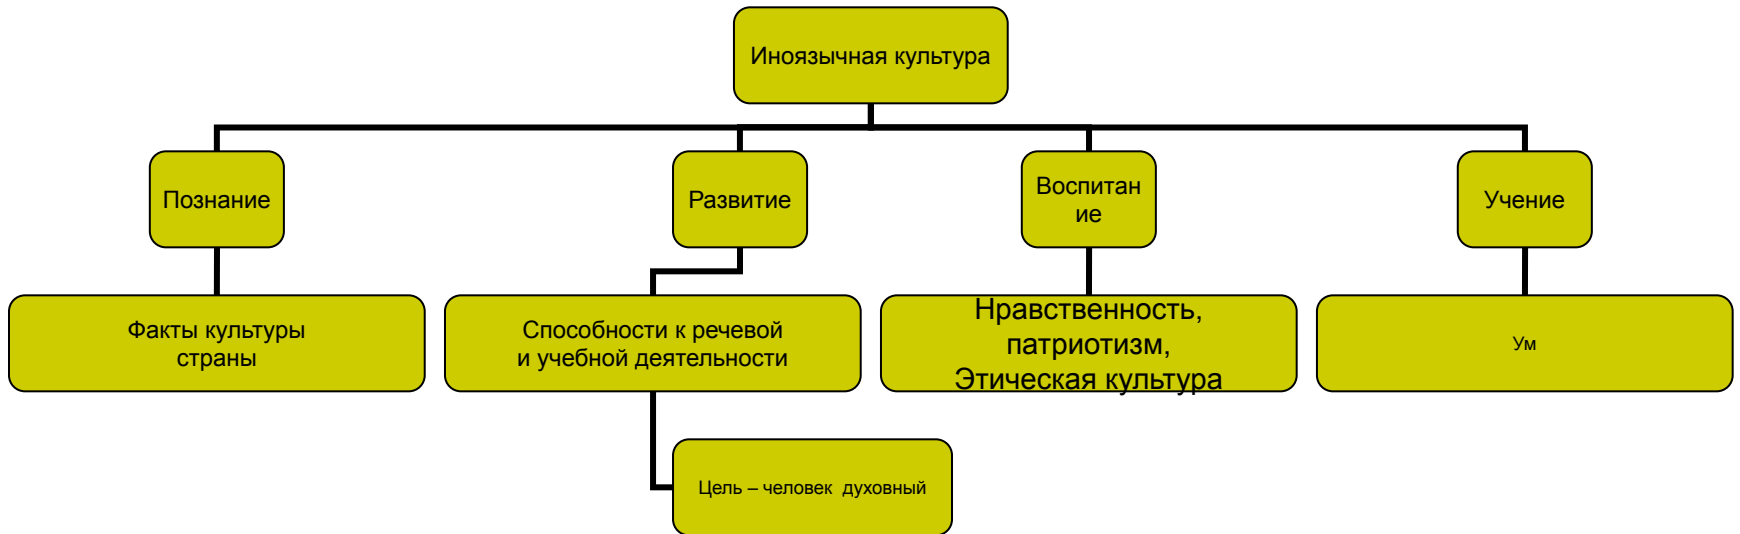 Иноязычная культура
Познание
Развитие
Воспитан
ие
Учение
Факты культуры
страны
Способности к речевой
и учебной деятельности
Нравственность,
патриотизм,
Этическая культура
Ум
Цель – человек духовный